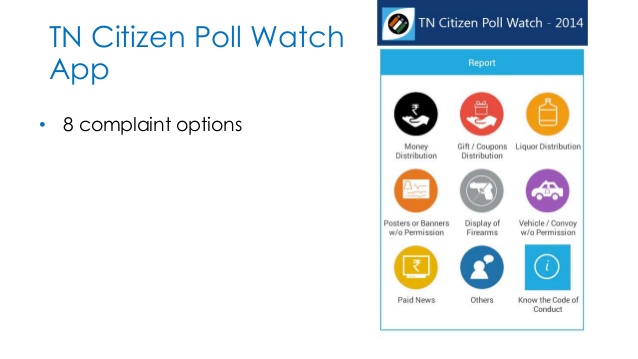 TN Citizen Poll Watch
App
• 8 complaint options
TN Citizen Poll Watch - 2014
Report
₹
Money
Distribution
Gift / Coupons
Distribution
Liquor Distribution
Posters or Banners
w/o Permission
Display of
Firearms
Vehicle / Convoy
w/o Permission
₹
Paid News
Others
i
Know the Code of
Conduct